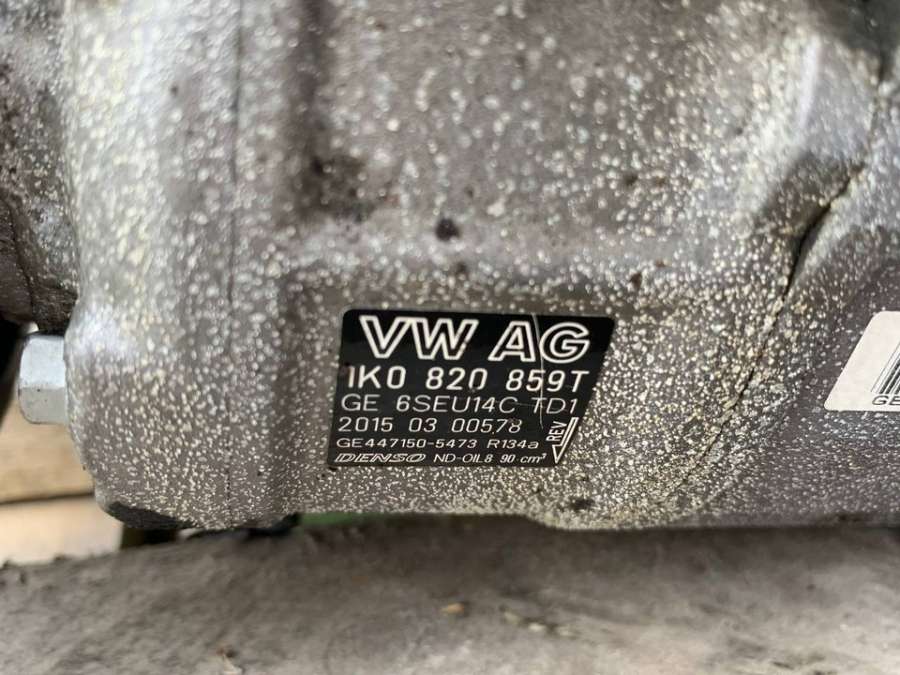 VW AG
1K0 820 859T
GE 6SEU14C TD1
2015 03 00578
GE447150-5473 R134a
DENSO ND-OIL8 90 cm³
REV
GE